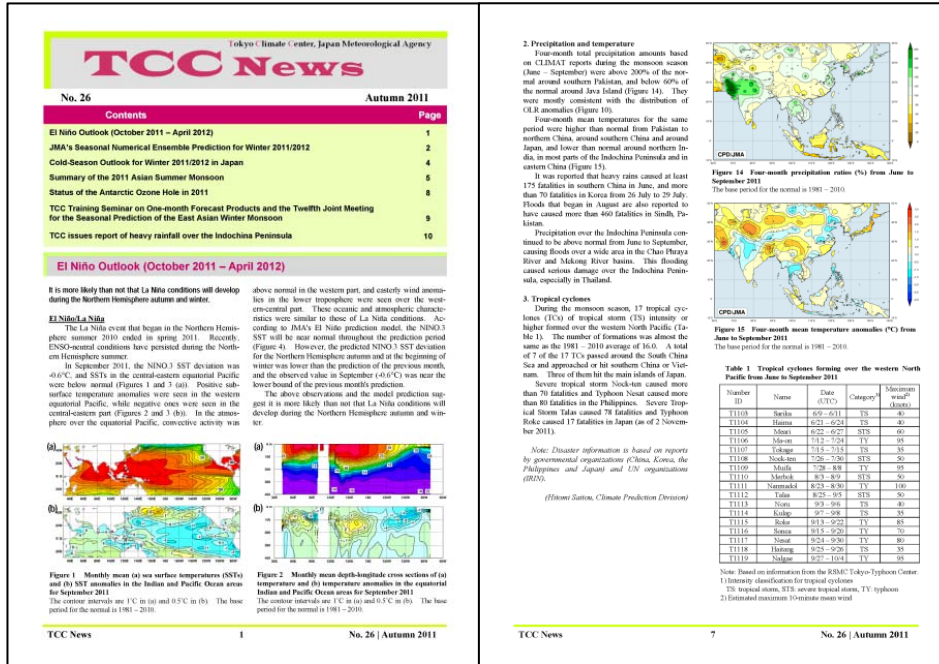 Tokyo Climate Center, Japan Meteorological Agency
TCC News
No. 26 Autumn 2011
Contents Page
El Niño Outlook (October 2011 – April 2012) 1
JMA's Seasonal Numerical Ensemble Prediction for Winter 2011/2012 2
Cold-Season Outlook for Winter 2011/2012 in Japan 4
Summary of the 2011 Asian Summer Monsoon 5
Status of the Antarctic Ozone Hole in 2011 8
TCC Training Seminar on One-month Forecast Products and the Twelfth Joint Meeting
for the Seasonal Prediction of the East Asian Winter Monsoon 9
TCC issues report of heavy rainfall over the Indochina Peninsula 10
El Niño Outlook (October 2011 – April 2012)
It is more likely than not that La Niña conditions will develop
during the Northern Hemisphere autumn and winter.
El Niño/La Niña
The La Niña event that began in the Northern Hemis-
phere summer 2010 ended in spring 2011. Recently,
ENSO-neutral conditions have persisted during the North-
ern Hemisphere summer.
In September 2011, the NINO.3 SST deviation was
-0.6°C, and SSTs in the central-eastern equatorial Pacific
were below normal (Figures 1 and 3 (a)). Positive sub-
surface temperature anomalies were seen in the western
equatorial Pacific, while negative ones were seen in the
central-eastern part (Figures 2 and 3 (b)). In the atmos-
phere over the equatorial Pacific, convective activity was
above normal in the western part, and easterly wind anoma-
lies in the lower troposphere were seen over the west-
ern-central part. These oceanic and atmospheric characte-
ristics were similar to those of La Niña conditions. Ac-
cording to JMA's El Niño prediction model, the NINO.3
SST will be near normal throughout the prediction period
(Figure 4). However, the predicted NINO.3 SST deviation
for the Northern Hemisphere autumn and at the beginning of
winter was lower than the prediction of the previous month,
and the observed value in September (-0.6°C) was near the
lower bound of the previous month's prediction.
The above observations and the model prediction sug-
gest it is more likely than not that La Niña conditions will
develop during the Northern Hemisphere autumn and win-
ter.
(a)
(b)
(a)
(b)
Figure 1 Monthly mean (a) sea surface temperatures (SSTs)
and (b) SST anomalies in the Indian and Pacific Ocean areas
for September 2011
The contour intervals are 1°C in (a) and 0.5°C in (b). The base
period for the normal is 1981 – 2010.
Figure 2 Monthly mean depth-longitude cross sections of (a)
temperature and (b) temperature anomalies in the equatorial
Indian and Pacific Ocean areas for September 2011
The contour intervals are 1°C in (a) and 0.5°C in (b). The base
period for the normal is 1981 – 2010.
TCC News 1 No. 26 | Autumn 2011
2. Precipitation and temperature
Four-month total precipitation amounts based
on CLIMAT reports during the monsoon season
(June – September) were above 200% of the nor-
mal around southern Pakistan, and below 60% of
the normal around Java Island (Figure 14). They
were mostly consistent with the distribution of
OLR anomalies (Figure 10).
Four-month mean temperatures for the same
period were higher than normal from Pakistan to
northern China, around southern China and around
Japan, and lower than normal around northern In-
dia, in most parts of the Indochina Peninsula and in
eastern China (Figure 15).
It was reported that heavy rains caused at least
175 fatalities in southern China in June, and more
than 70 fatalities in Korea from 26 July to 29 July.
Floods that began in August are also reported to
have caused more than 460 fatalities in Sindh, Pa-
kistan.
Precipitation over the Indochina Peninsula con-
tinued to be above normal from June to September,
causing floods over a wide area in the Chao Phraya
River and Mekong River basins. This flooding
caused serious damage over the Indochina Penin-
sula, especially in Thailand.
3. Tropical cyclones
During the monsoon season, 17 tropical cyc-
lones (TCs) of tropical storm (TS) intensity or
higher formed over the western North Pacific (Ta-
ble 1). The number of formations was almost the
same as the 1981 – 2010 average of 16.0. A total
of 7 of the 17 TCs passed around the South China
Sea and approached or hit southern China or Viet-
nam. Three of them hit the main islands of Japan.
Severe tropical storm Nock-ten caused more
than 70 fatalities and Typhoon Nesat caused more
than 80 fatalities in the Philippines. Severe Trop-
ical Storm Talas caused 78 fatalities and Typhoon
Roke caused 17 fatalities in Japan (as of 2 Novem-
ber 2011).
Note: Disaster information is based on reports
by governmental organizations (China, Korea, the
Philippines and Japan) and UN organizations
(IRIN).
(Hitomi Saitou, Climate Prediction Division)
CPD/JMA
Figure 14 Four-month precipitation ratios (%) from June to
September 2011
The base period for the normal is 1981 – 2010.
CPD/JMA
Figure 15 Four-month mean temperature anomalies (°C) from
June to September 2011
The base period for the normal is 1981 – 2010.
Table 1 Tropical cyclones forming over the western North
Pacific from June to September 2011
Number ID Name Date (UTC) Category1) Maximum wind2) (knots)
T1103 Sarika 6/9 – 6/11 TS 40
T1104 Haima 6/21 – 6/24 TS 40
T1105 Meari 6/22 – 6/27 STS 60
T1106 Ma-on 7/12 – 7/24 TY 95
T1107 Tokage 7/15 – 7/15 TS 35
T1108 Nock-ten 7/26 – 7/30 STS 50
T1109 Muifa 7/28 – 8/8 TY 95
T1110 Merbok 8/3 – 8/9 STS 50
T1111 Nanmadol 8/23 – 8/30 TY 100
T1112 Talas 8/25 – 9/5 STS 50
T1113 Noru 9/3 – 9/6 TS 40
T1114 Kulap 9/7 – 9/8 TS 35
T1115 Roke 9/13 – 9/22 TY 85
T1116 Sonca 9/15 – 9/20 TY 70
T1117 Nesat 9/24 – 9/30 TY 80
T1118 Haitang 9/25 – 9/26 TS 35
T1119 Nalgae 9/27 – 10/4 TY 95
Note: Based on information from the RSMC Tokyo-Typhoon Center.
1) Intensity classification for tropical cyclones
TS: tropical storm, STS: severe tropical storm, TY: typhoon
2) Estimated maximum 10-minute mean wind
TCC News 7 No. 26 | Autumn 2011